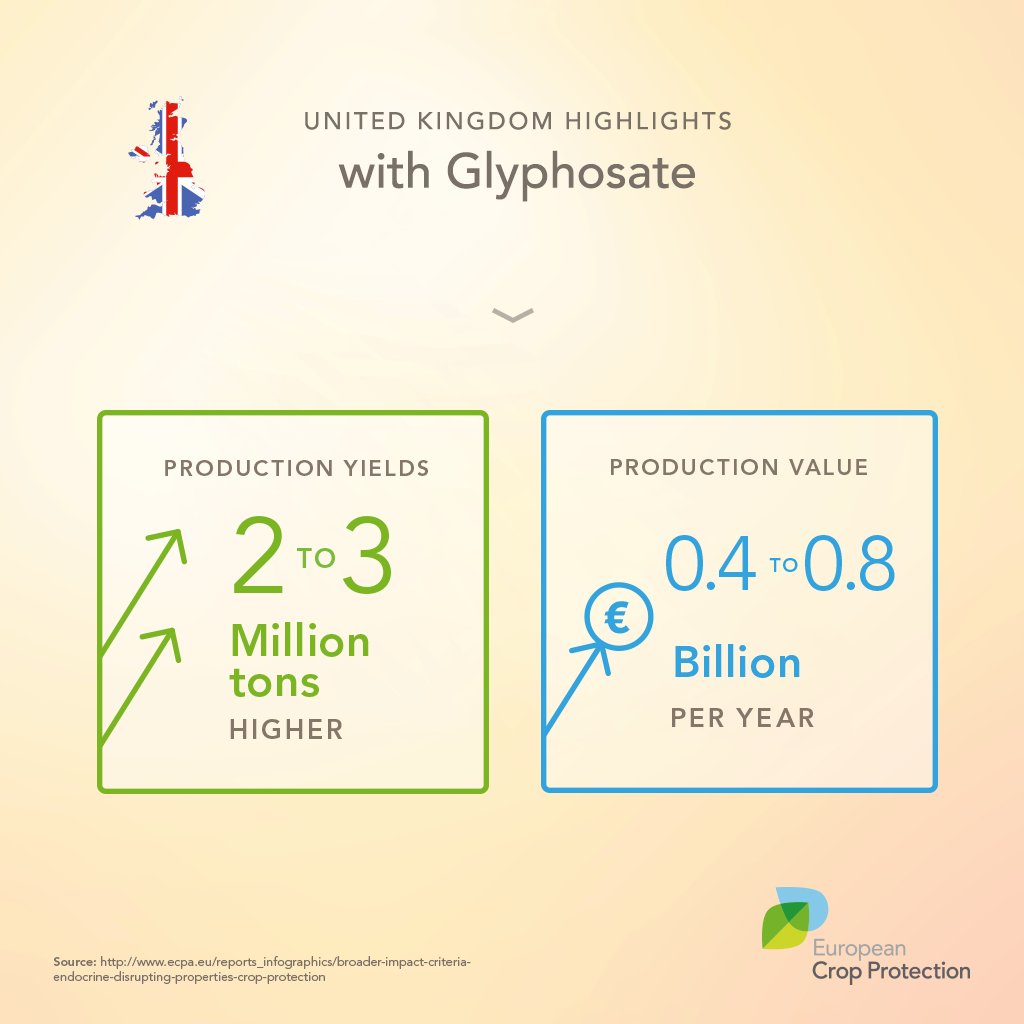 UNITED KINGDOM HIGHLIGHTS
with Glyphosate
PRODUCTION YIELDS
2 TO 3
Million
tons
HIGHER
PRODUCTION VALUE
€
0.4 TO 0.8
Billion
PER YEAR
Source: http://www.ecpa.eu/reports_infographics/broader-impact-criteria-
endocrine-disrupting-properties-crop-protection
European
Crop Protection